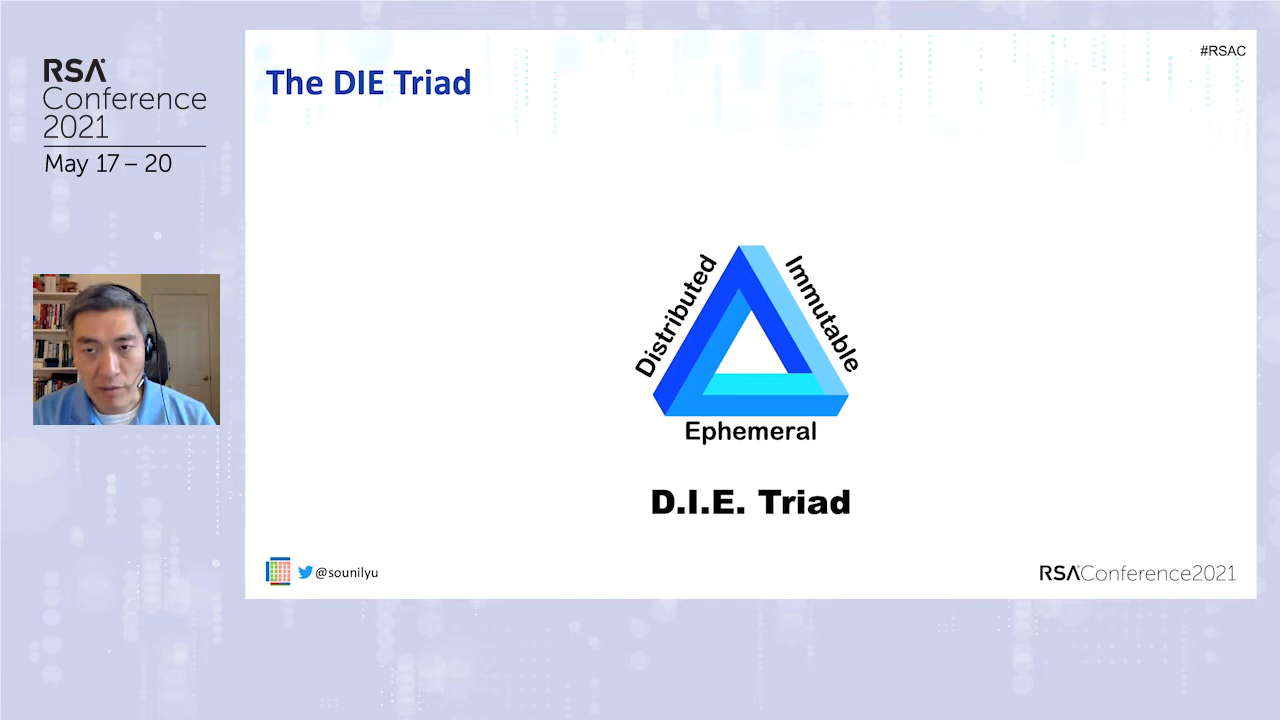 RSA
Conference
2021
May 17 – 20
#RSAC
The DIE Triad
Distributed
Immutable
Ephemeral
D.I.E. Triad
@sounilyu
RSAConference2021